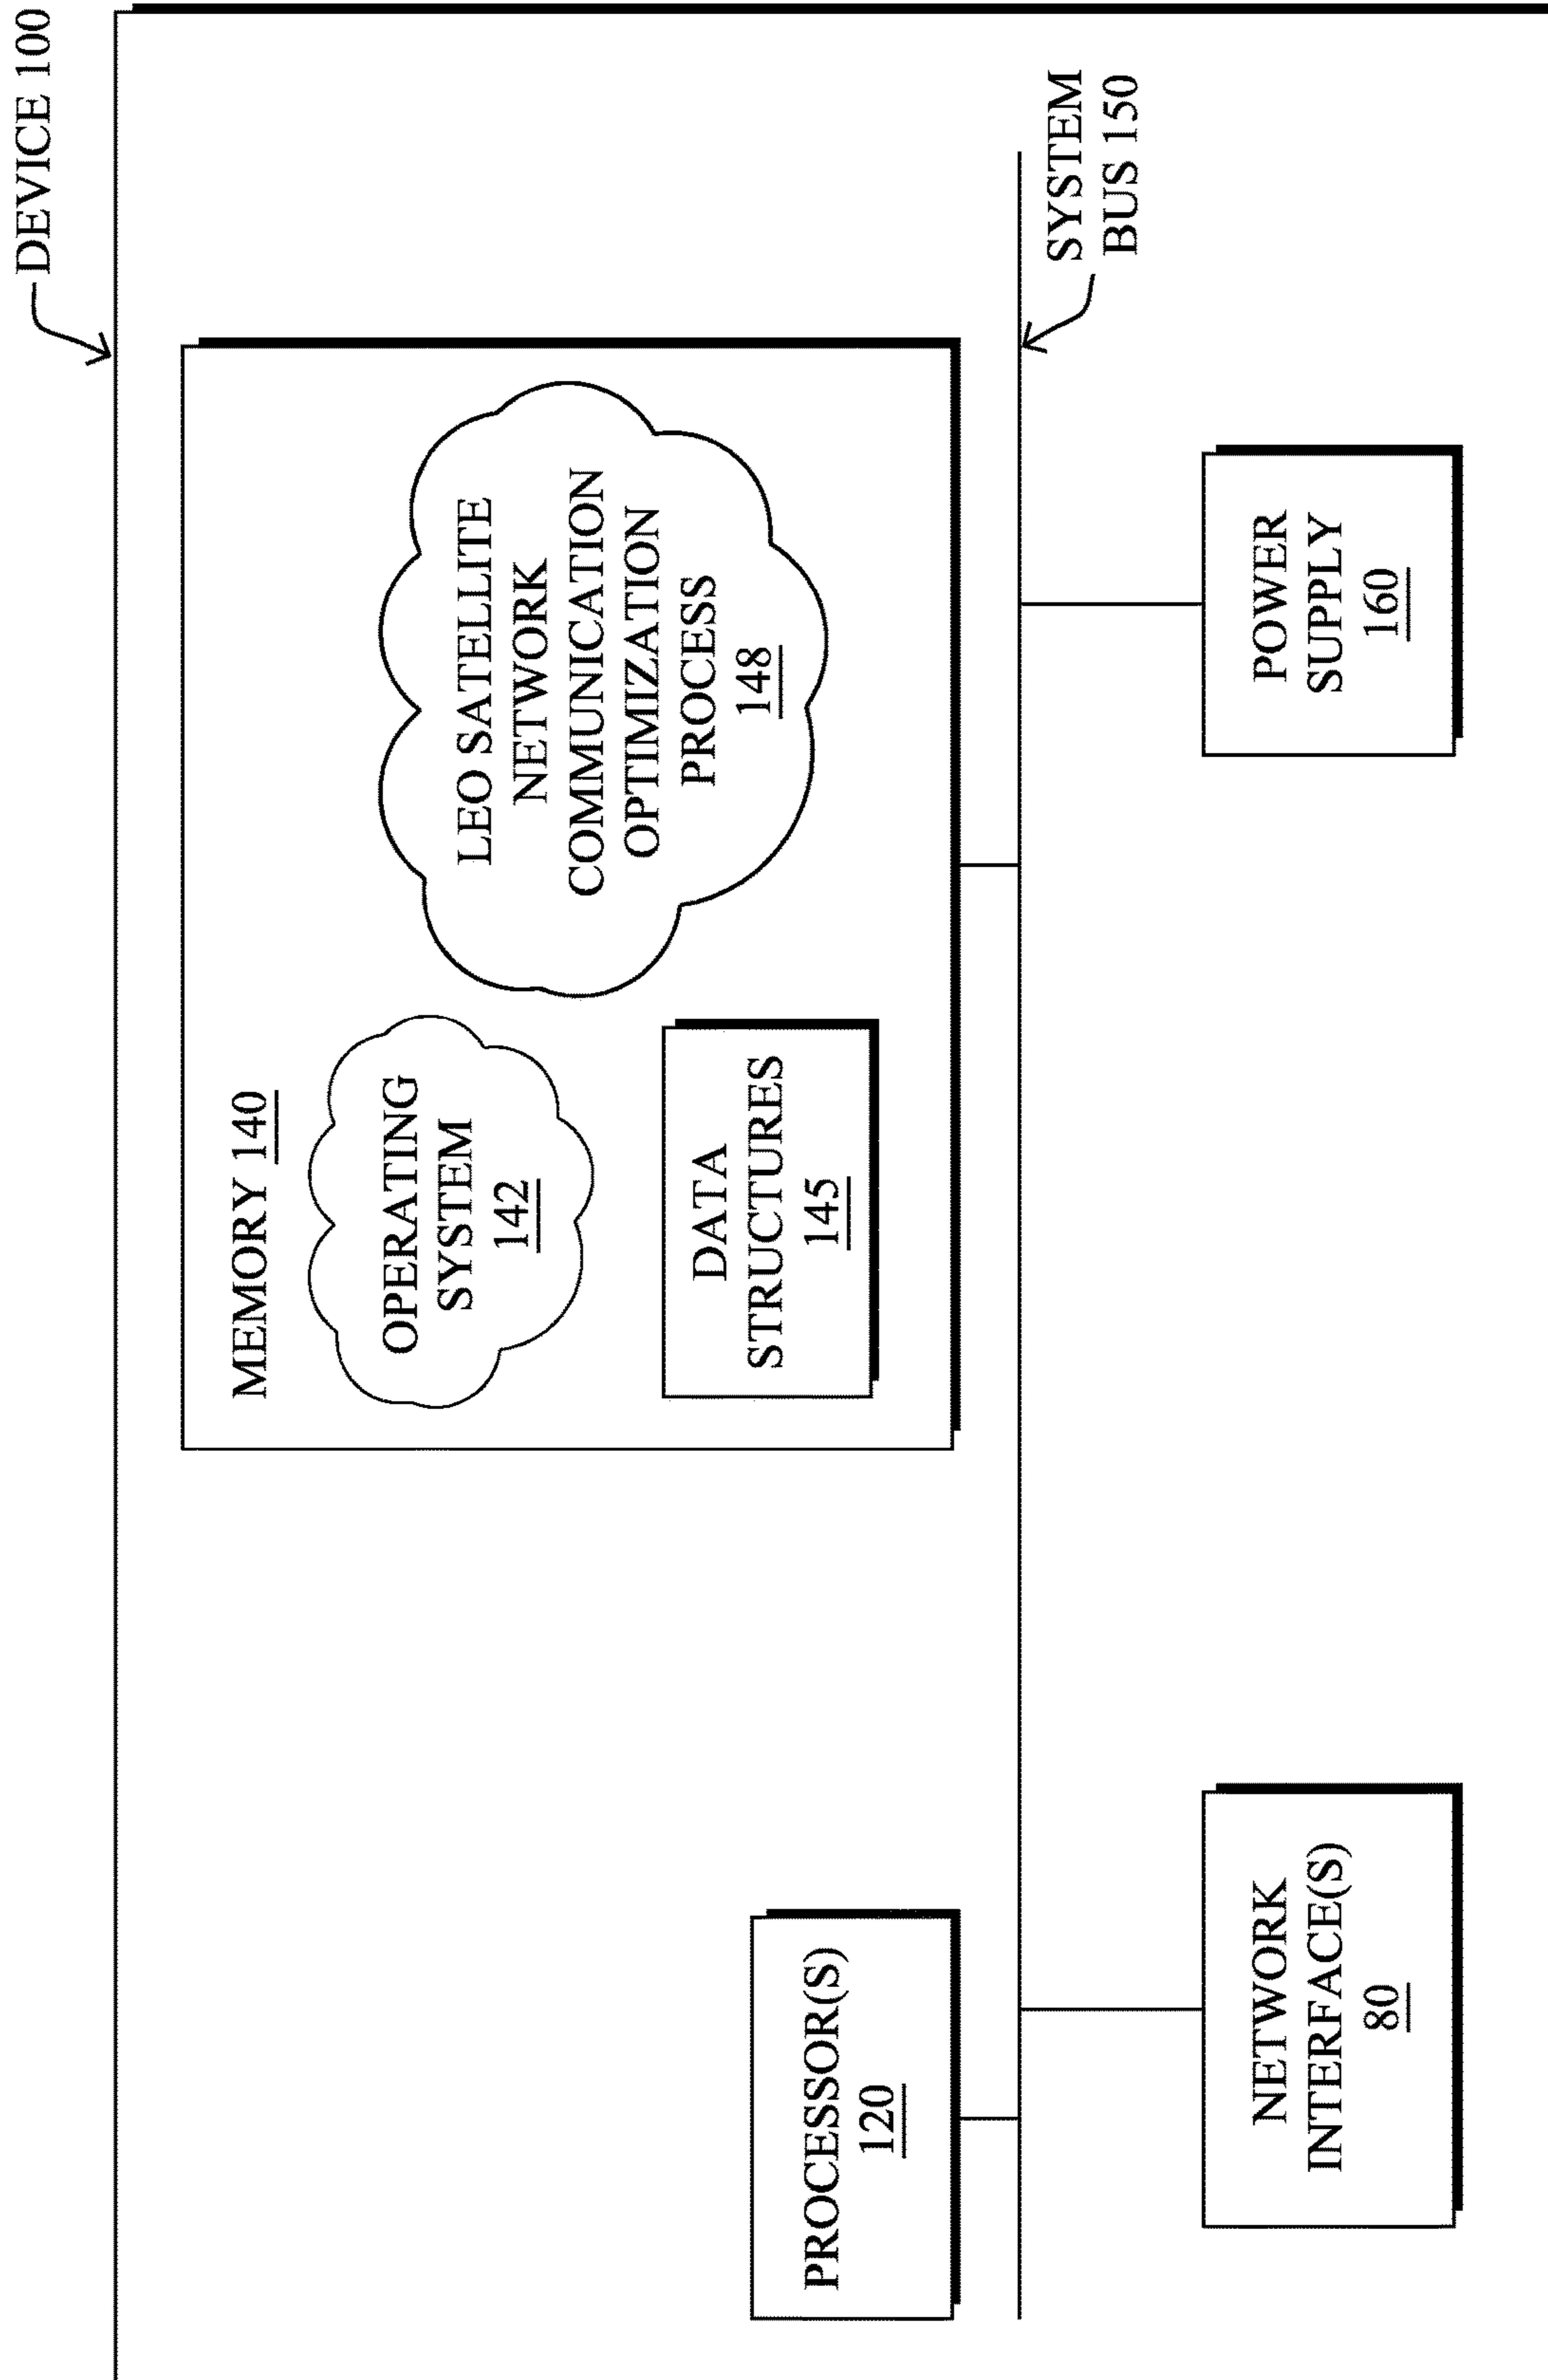 DEVICE 100
MEMORY 140
OPERATING
SYSTEM
142
DATA
STRUCTURES
145
LEO SATELLITE
NETWORK
COMMUNICATION
OPTIMIZATION
PROCESS
148
PROCESSOR(S)
120
SYSTEM
BUS 150
NETWORK
INTERFACE(S)
80
POWER
SUPPLY
160